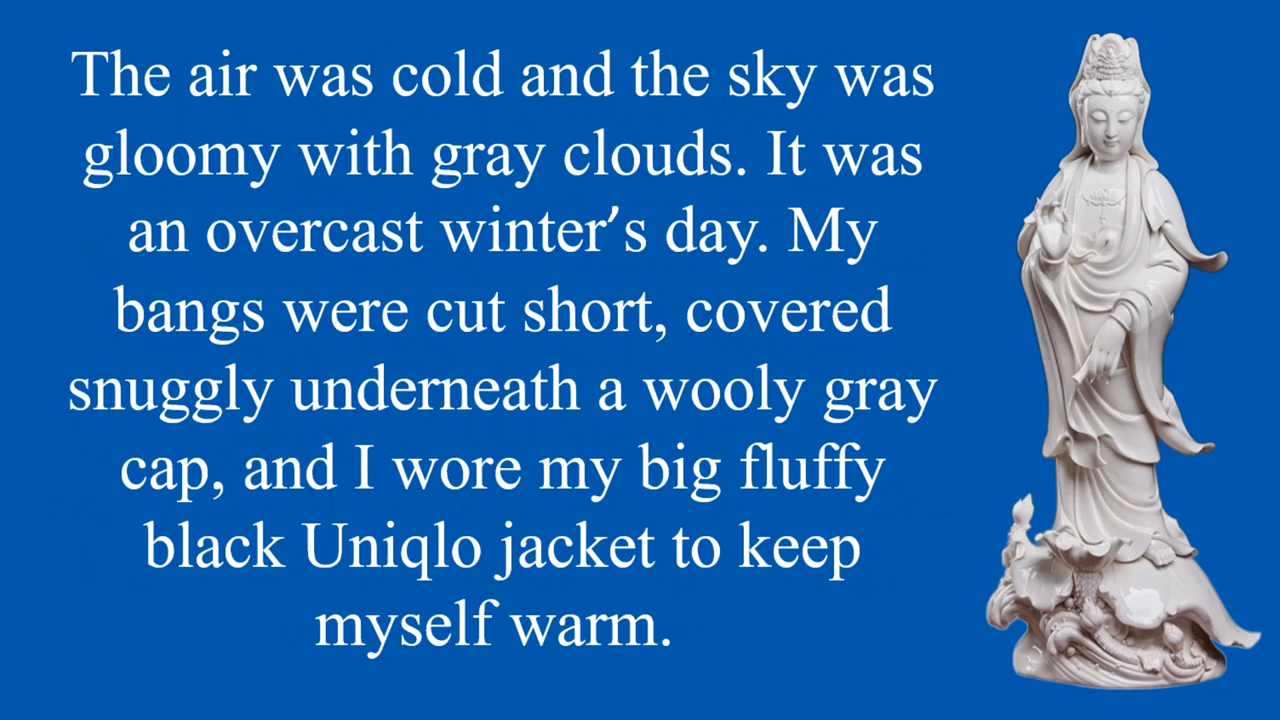 The air was cold and the sky was
gloomy with gray clouds. It was
an overcast winter’s day. My
bangs were cut short, covered
snuggly underneath a wooly gray
cap, and I wore my big fluffy
black Uniqlo jacket to keep
myself warm.